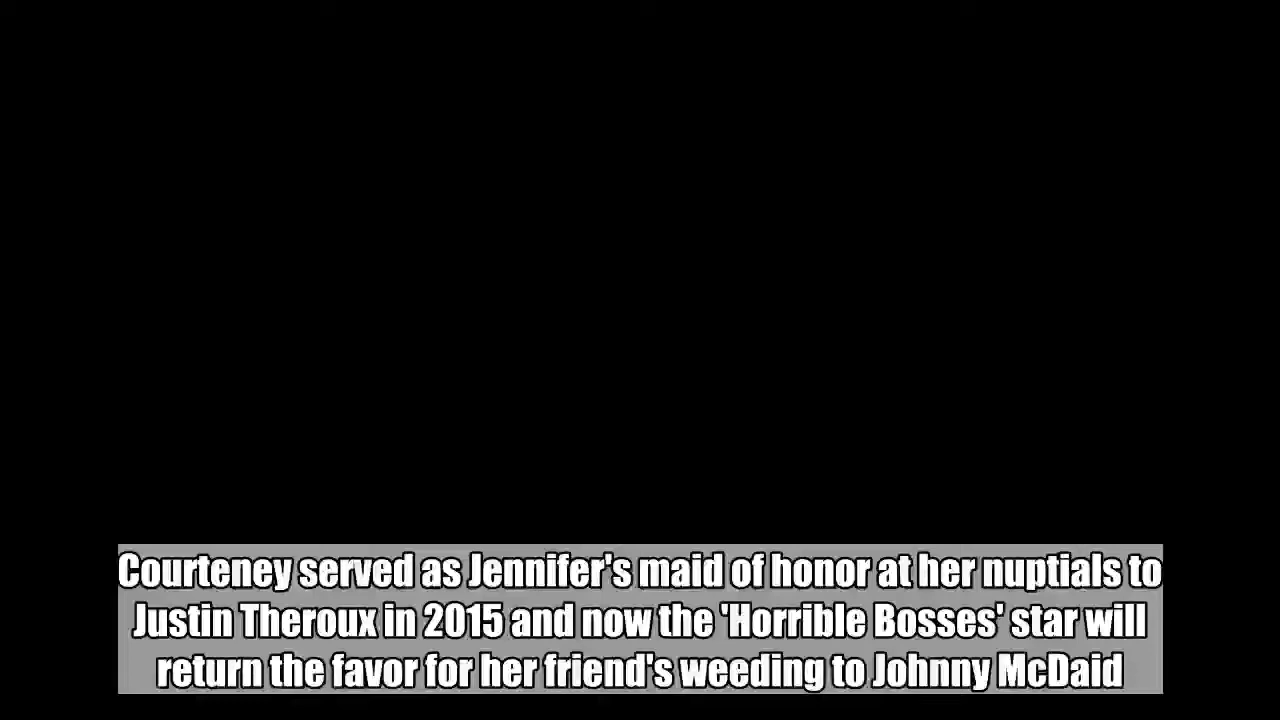 Courteney served as Jennifer's maid of honor at her nuptials to
Justin Theroux in 2015 and now the 'Horrible Bosses' star will
return the favor for her friend's weeding to Johnny McDaid